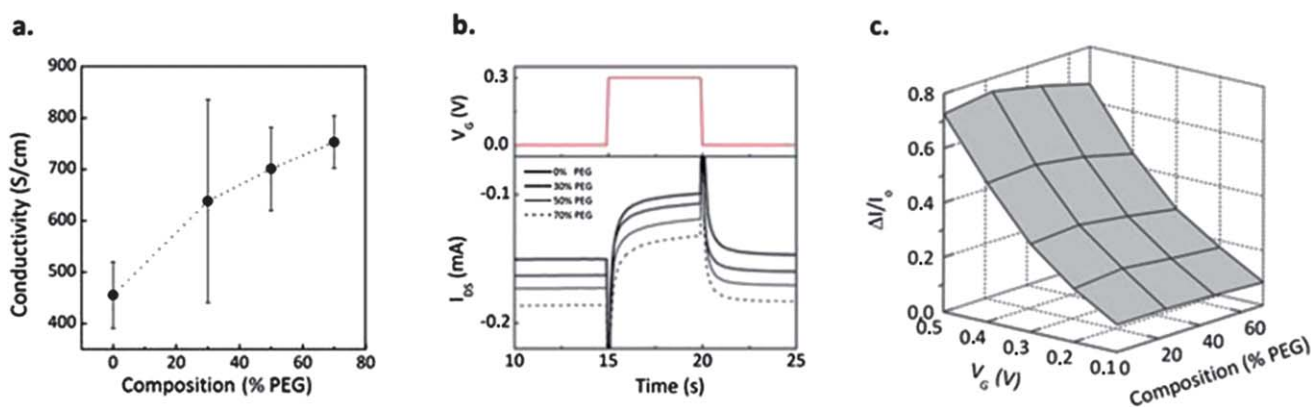 a.
900
800
700
600
500
400
Conductivity (S/cm)
0 20 40 60 80
Composition (% PEG)
b.
0.3
0.0
V_G (V)
0% PEG
30% PEG
50% PEG
70% PEG
-0.1
-0.2
I_DS (mA)
10 15 20 25
Time (s)
c.
0.8
0.6
0.4
0.2
0.0
ΔI/I_o
0.5 0.4 0.3 0.2 0.1
V_G (V)
0 20 40 60
Composition (% PEG)